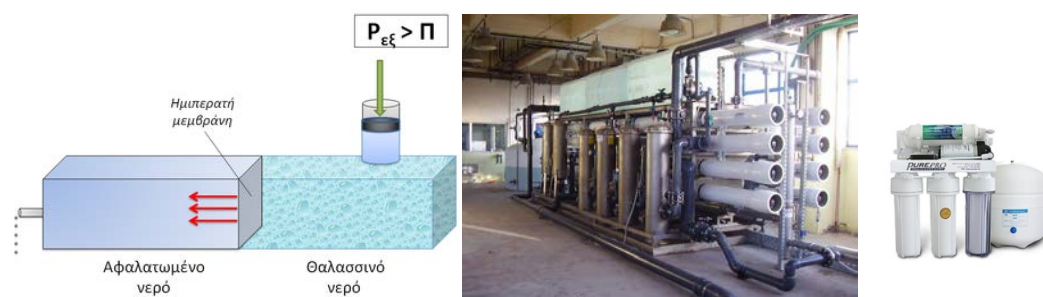 Pεξ > Π
Ημιπερατή
μεμβράνη
Αφαλατωμένο
νερό
Θαλασσινό
νερό
PUREPRO